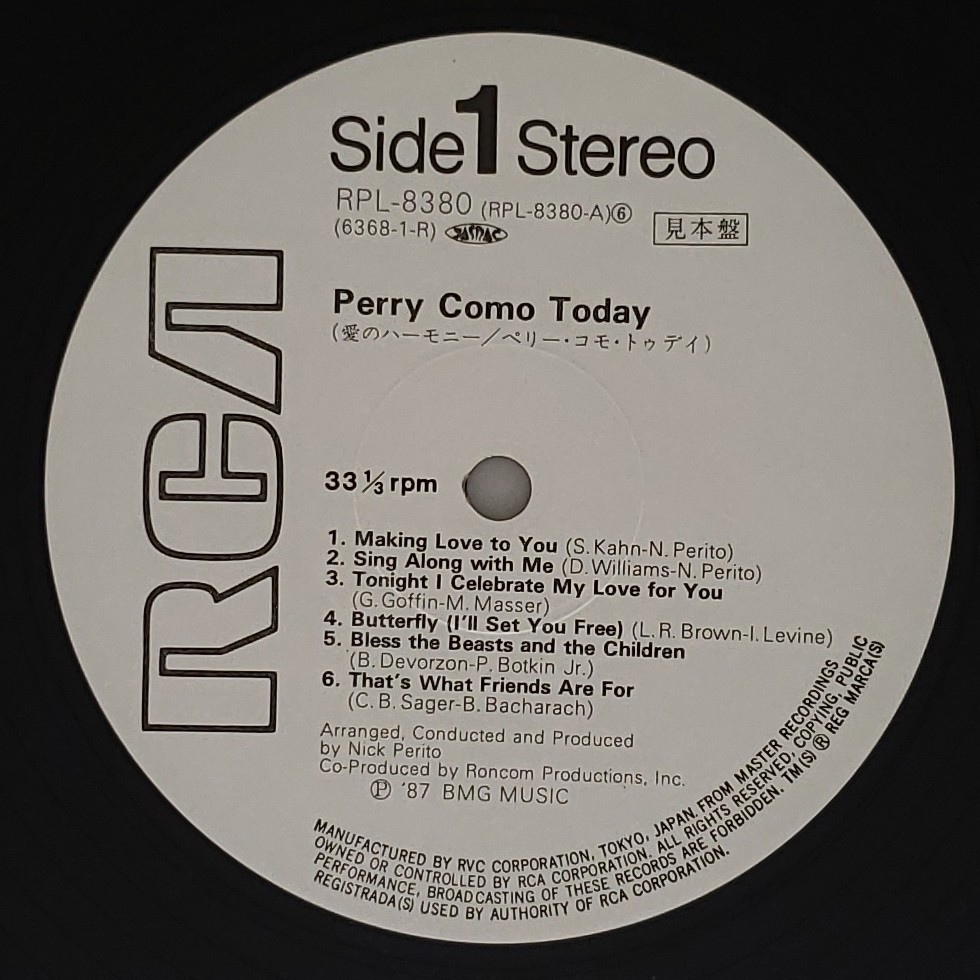 Side 1 Stereo
RPL-8380 (RPL-8380-A)⑥
(6368-1-R) JASRAC
見本盤
Perry Como Today
(愛のハーモニー／ペリー・コモ・トゥデイ)
RCA
33 1/3 rpm
1. Making Love to You (S. Kahn-N. Perito)
2. Sing Along with Me (D. Williams-N. Perito)
3. Tonight I Celebrate My Love for You
(G. Goffin-M. Masser)
4. Butterfly (I'll Set You Free) (L. R. Brown-I. Levine)
5. Bless the Beasts and the Children
(B. Devorzon-P. Botkin Jr.)
6. That's What Friends Are For
(C. B. Sager-B. Bacharach)
Arranged, Conducted and Produced
by Nick Perito
Co-Produced by Roncom Productions, Inc.
Ⓟ '87 BMG MUSIC
MANUFACTURED BY RVC CORPORATION, TOKYO, JAPAN. FROM MASTER RECORDINGS
OWNED OR CONTROLLED BY RCA CORPORATION. ALL RIGHTS RESERVED, COPYING, PUBLIC
PERFORMANCE, BROADCASTING OF THESE RECORDS ARE FORBIDDEN. TM(S) ® REG MARCA(S)
REGISTRADA(S) USED BY AUTHORITY OF RCA CORPORATION.